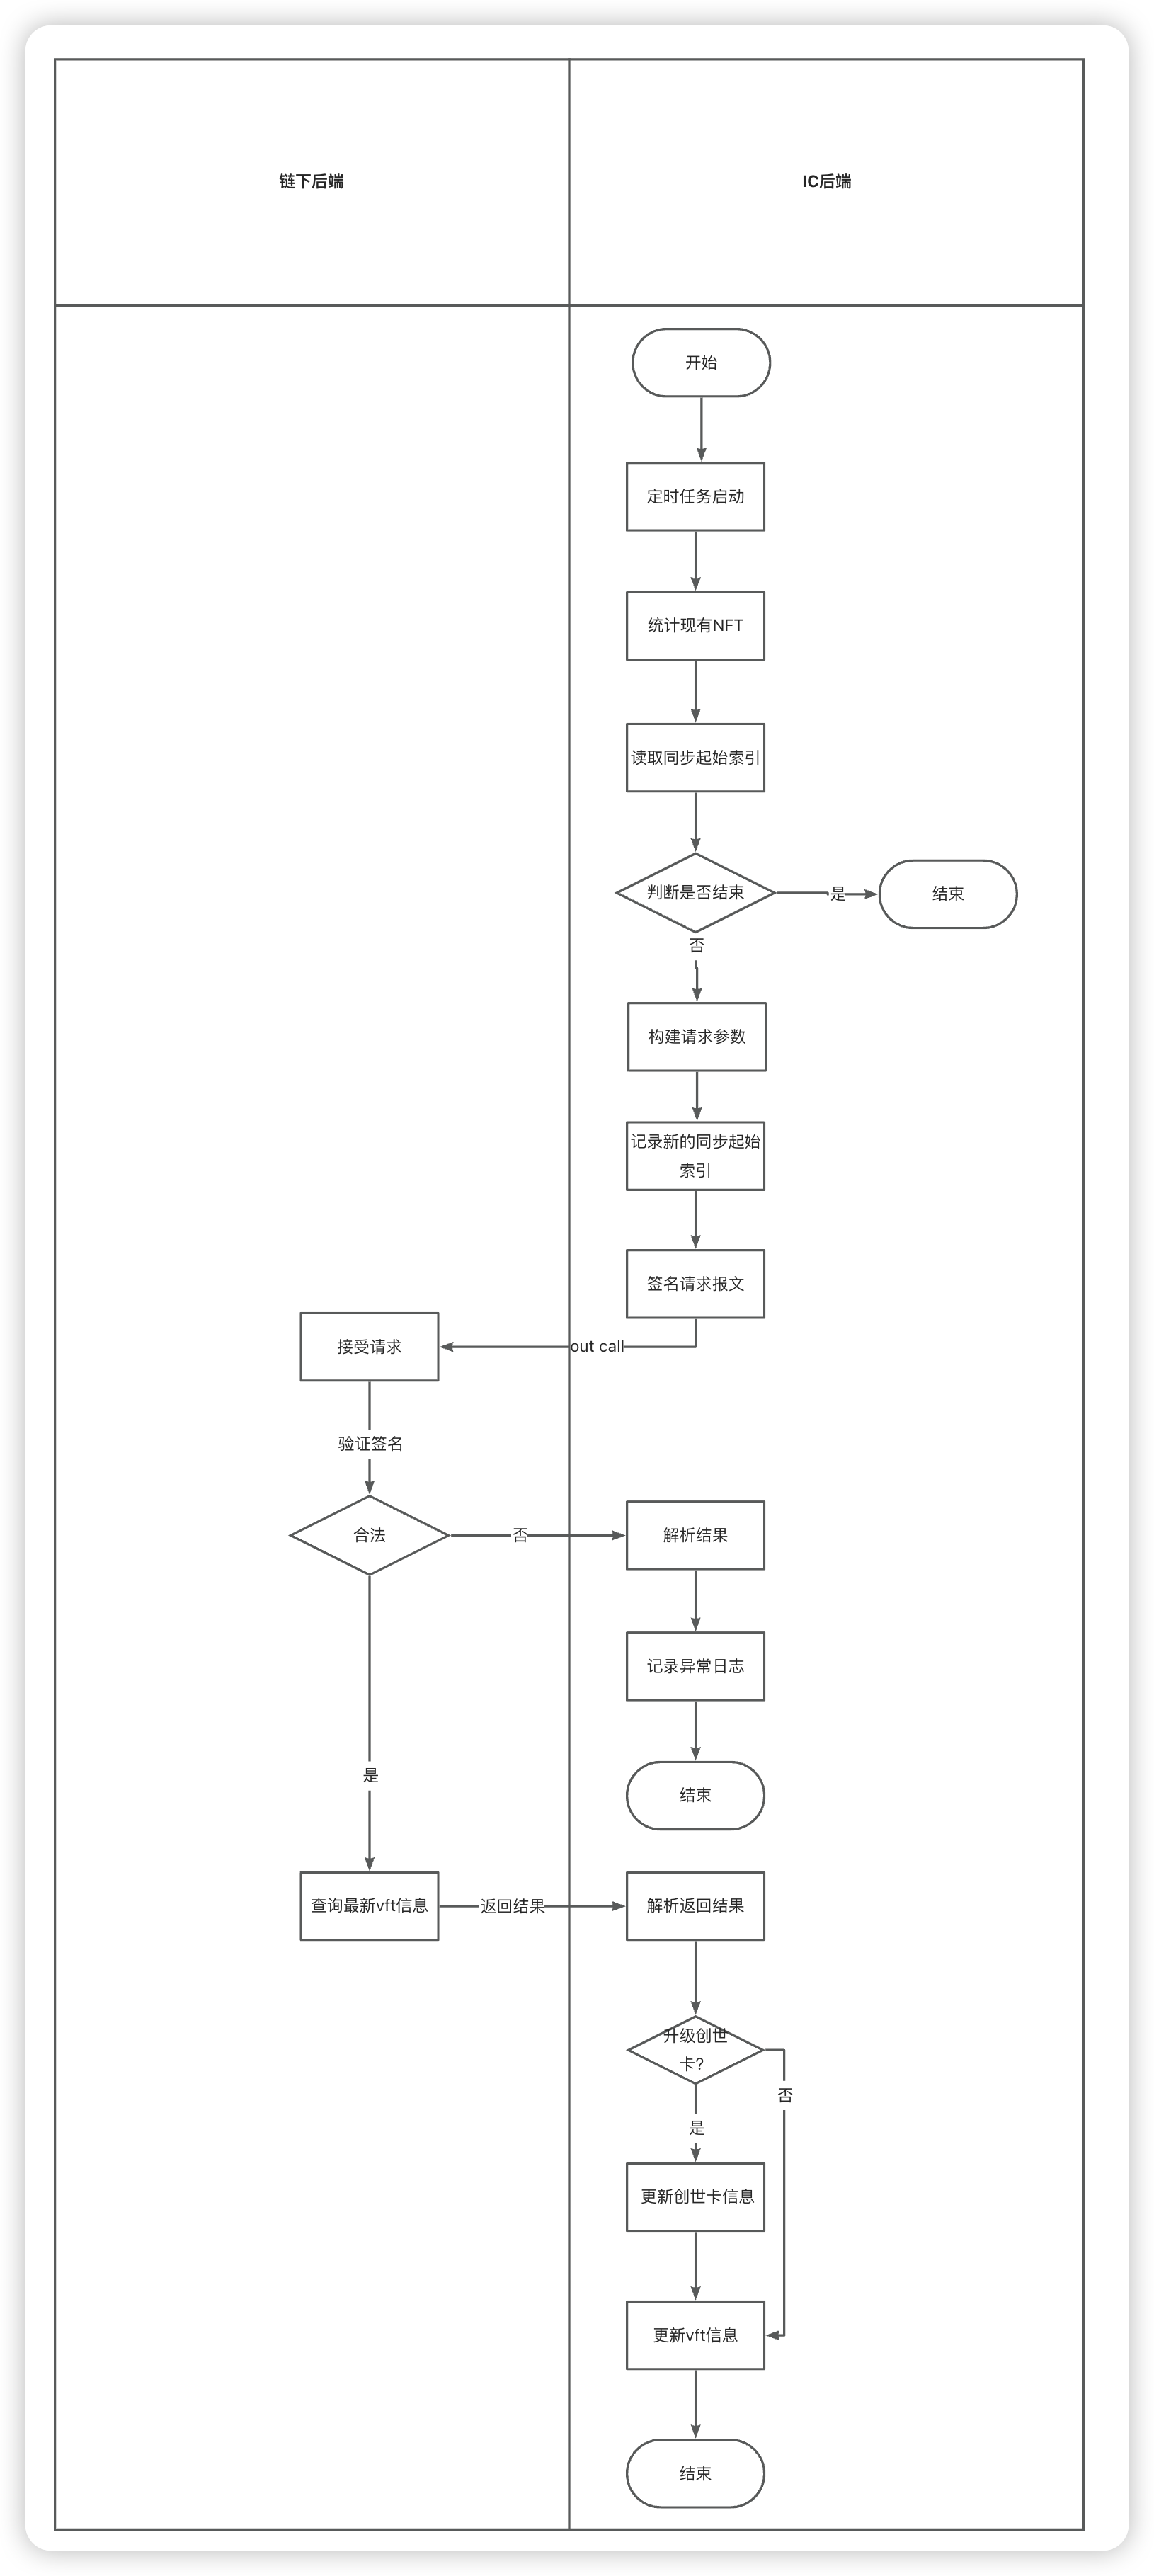 链下后端
IC后端
开始
定时任务启动
统计现有NFT
读取同步起始索引
判断是否结束
是
结束
否
构建请求参数
记录新的同步起始
索引
签名请求报文
out call
接受请求
验证签名
合法
否
解析结果
记录异常日志
结束
是
查询最新vft信息
返回结果
解析返回结果
升级创世
卡?
否
是
更新创世卡信息
更新vft信息
结束